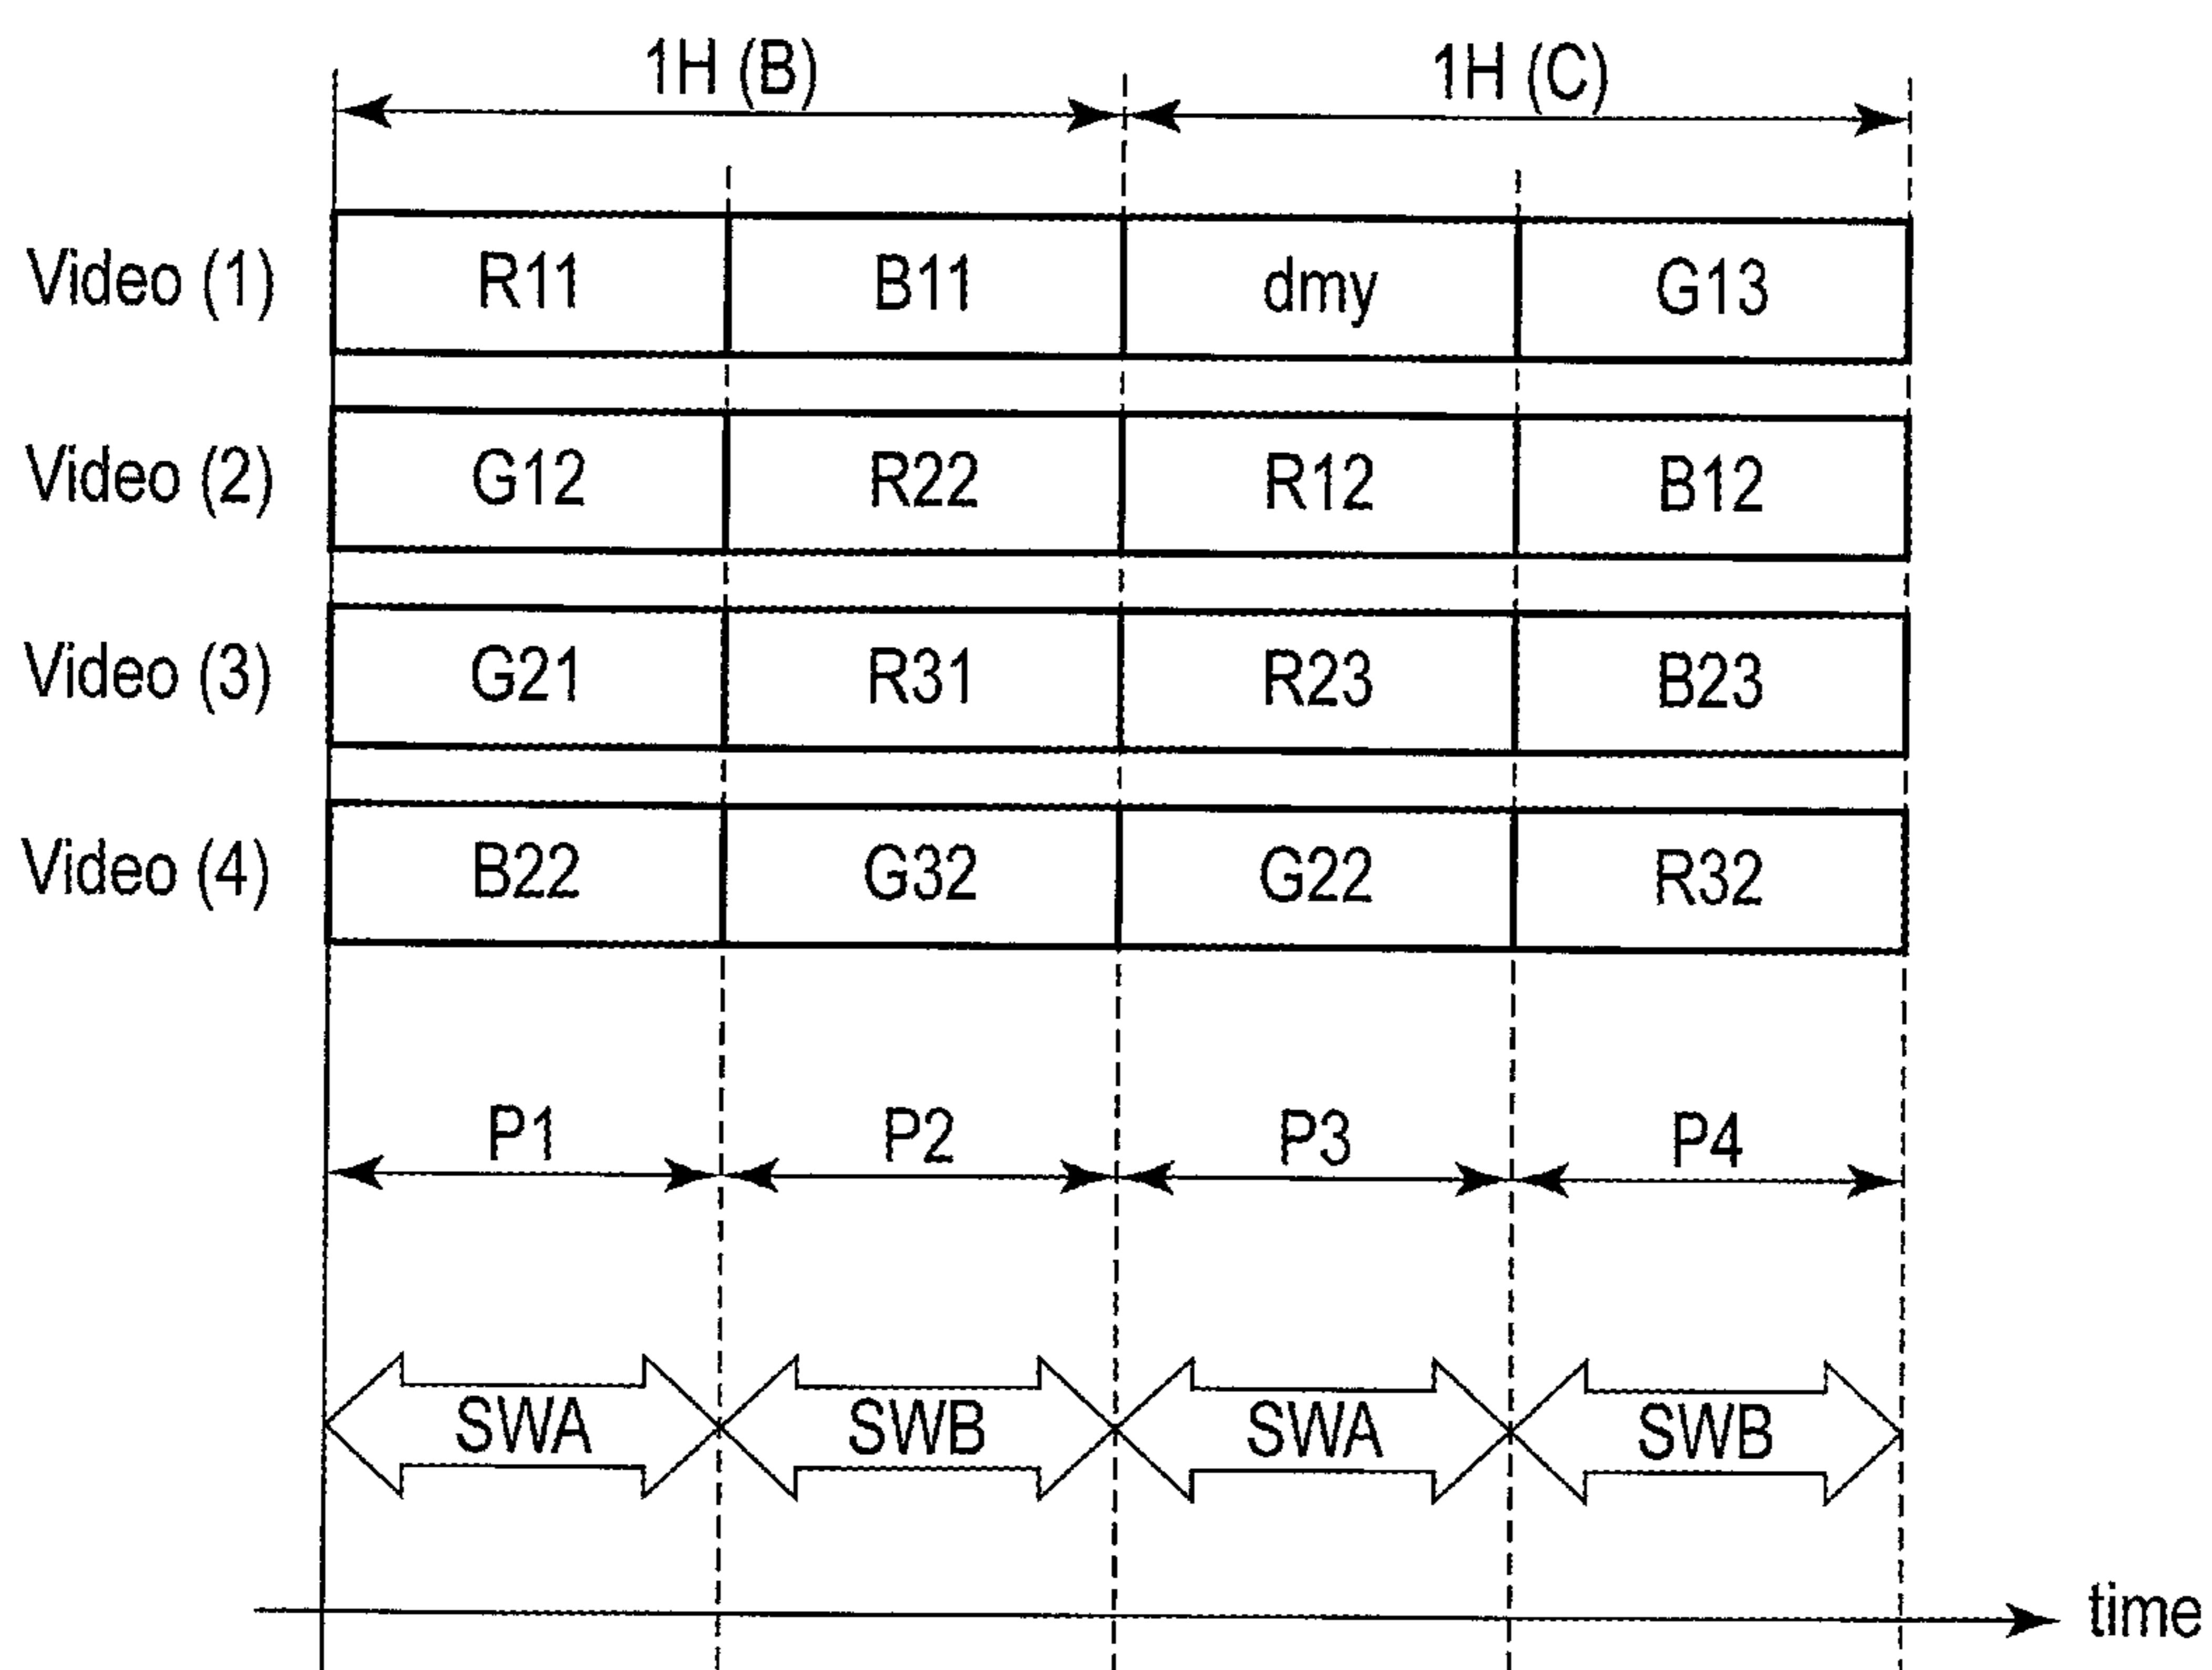 1H (B) 1H (C)
Video (1) R11 B11 dmy G13
Video (2) G12 R22 R12 B12
Video (3) G21 R31 R23 B23
Video (4) B22 G32 G22 R32
P1 P2 P3 P4
SWA SWB SWA SWB
time